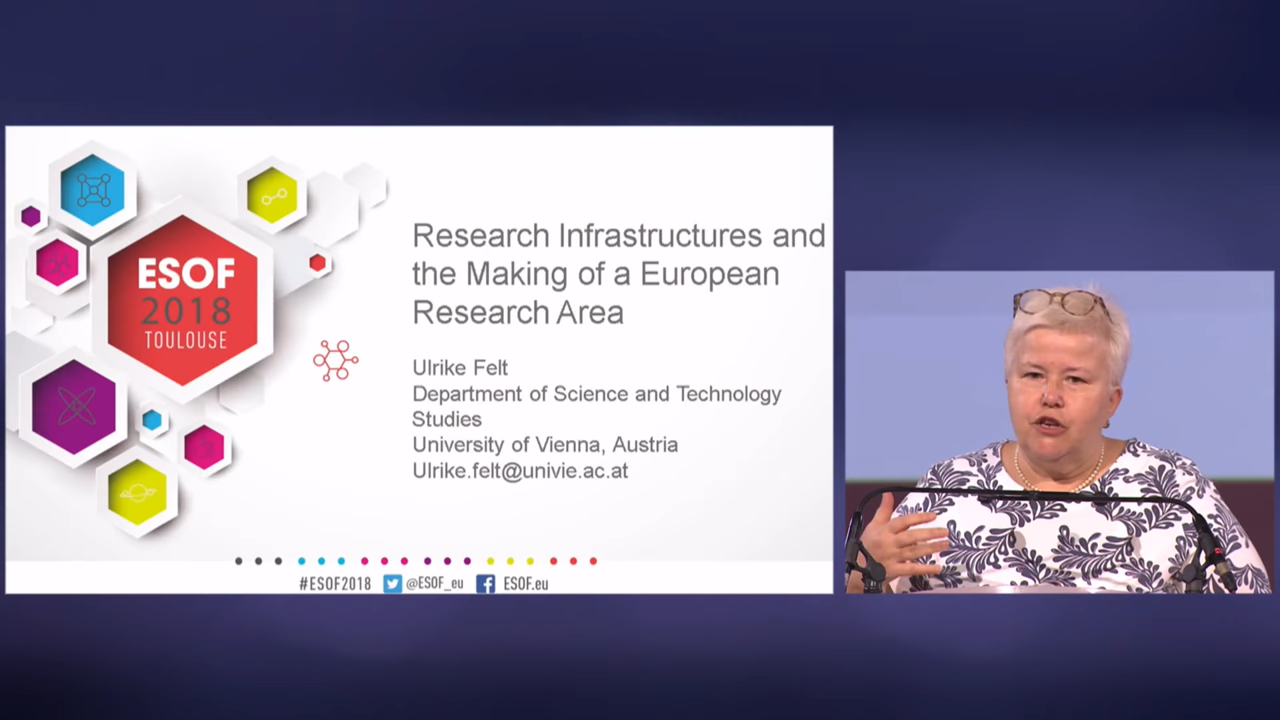 ESOF
2018
TOULOUSE
Research Infrastructures and
the Making of a European
Research Area
Ulrike Felt
Department of Science and Technology
Studies
University of Vienna, Austria
Ulrike.felt@univie.ac.at
#ESOF2018 @ESOF_eu ESOF.eu